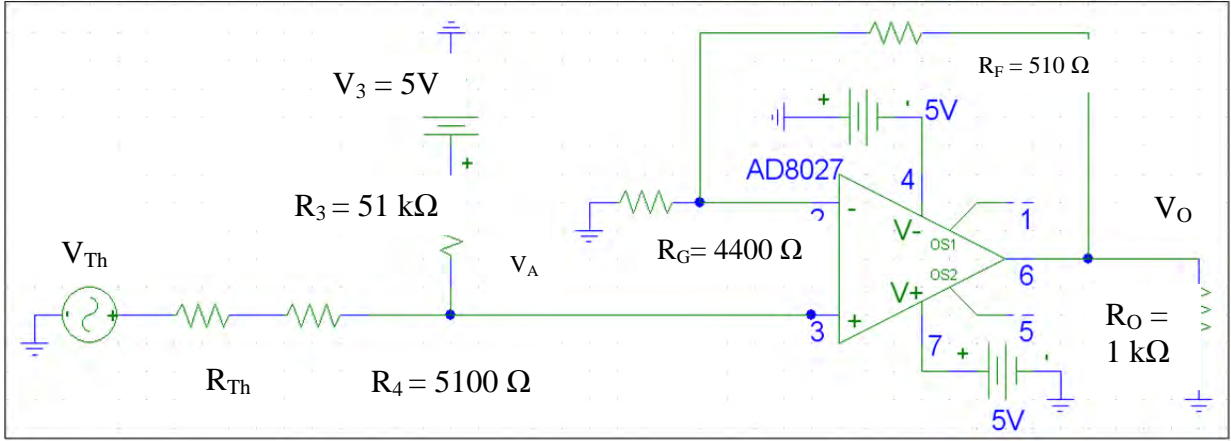 R_F = 510 Ω
V_3 = 5V
+
-
5V
AD8027
4
R_3 = 51 kΩ
2
-
V-
1
OS1
V_O
V_Th
R_G= 4400 Ω
V_A
6
OS2
V+
- +
3
+
5
R_O =
1 kΩ
7
+
-
R_Th
R_4 = 5100 Ω
5V